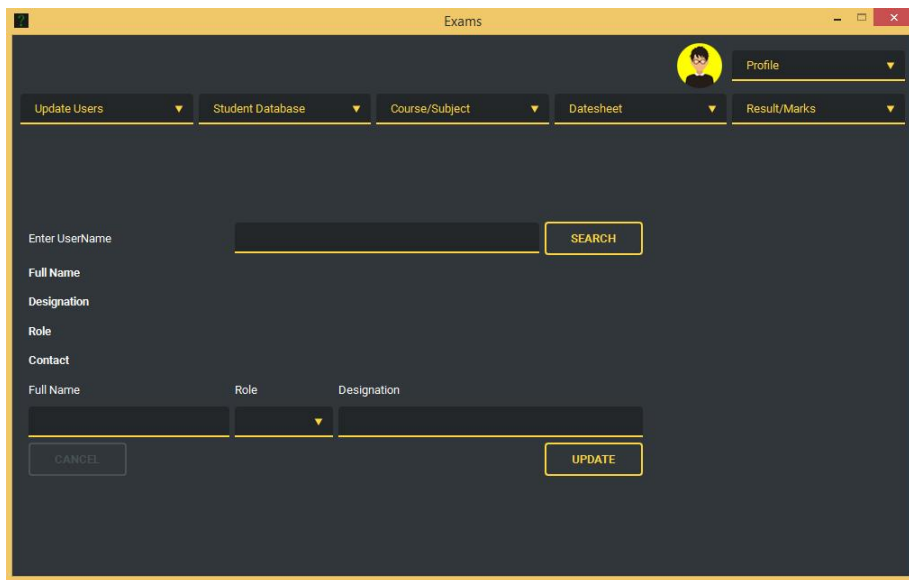 Exams
Profile
Update Users Student Database Course/Subject Datesheet Result/Marks
Enter UserName SEARCH
Full Name
Designation
Role
Contact
Full Name Role Designation
CANCEL UPDATE